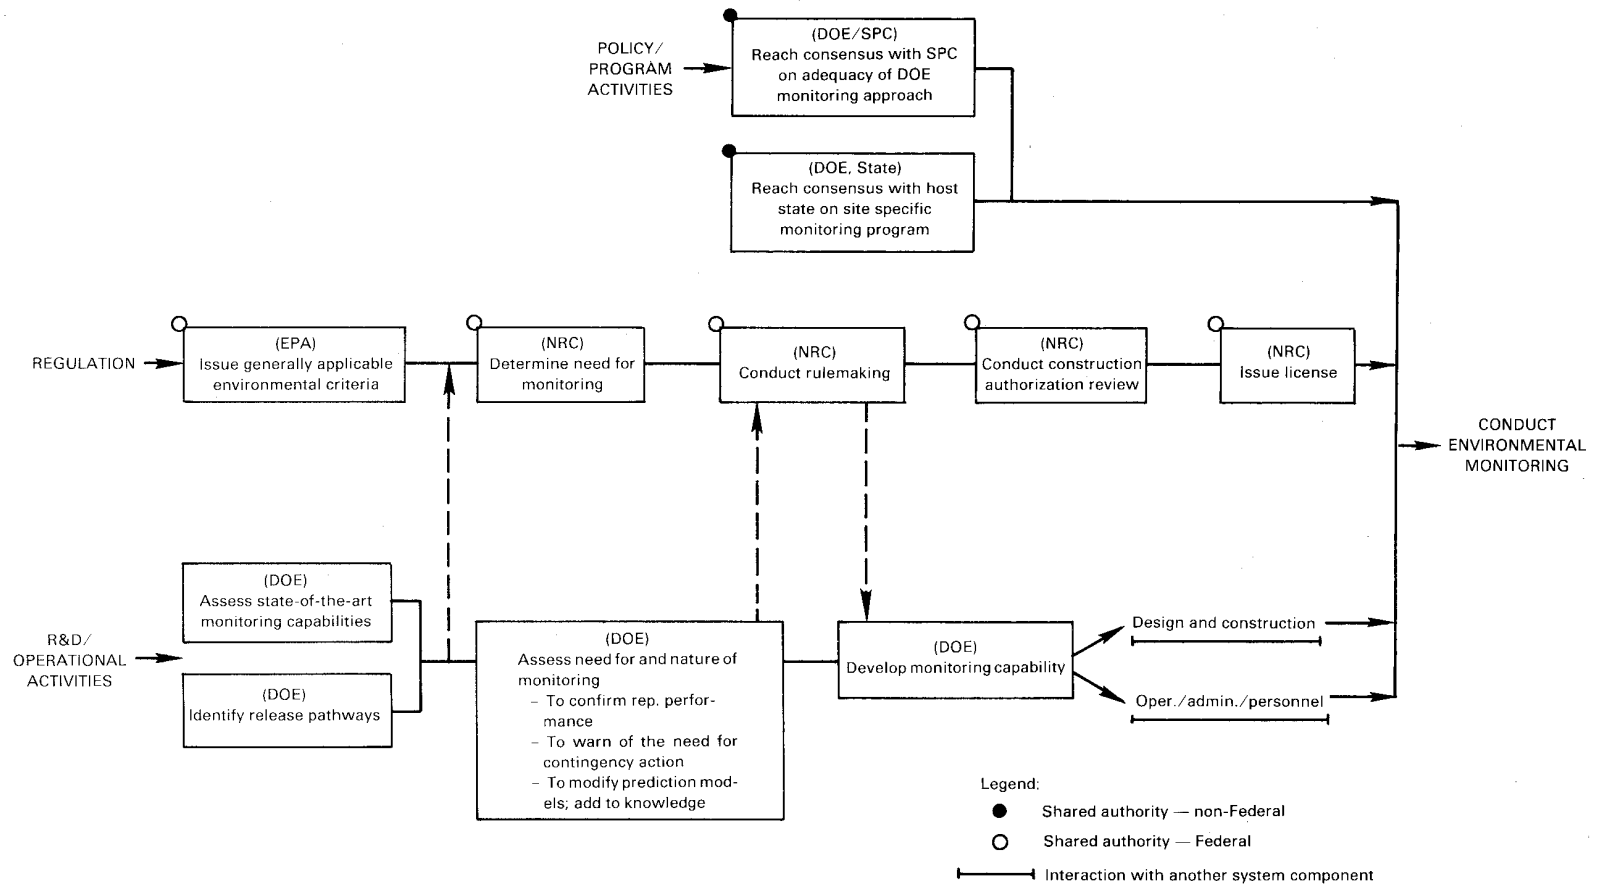 POLICY/
PROGRAM
ACTIVITIES
(DOE/SPC)
Reach consensus with SPC
on adequacy of DOE
monitoring approach
(DOE, State)
Reach consensus with host
state on site specific
monitoring program
REGULATION
(EPA)
Issue generally applicable
environmental criteria
(NRC)
Determine need for
monitoring
(NRC)
Conduct rulemaking
(NRC)
Conduct construction
authorization review
(NRC)
Issue license
CONDUCT
ENVIRONMENTAL
MONITORING
R&D/
OPERATIONAL
ACTIVITIES
(DOE)
Assess state-of-the-art
monitoring capabilities
(DOE)
Identify release pathways
(DOE)
Assess need for and nature of
monitoring
– To confirm rep. perfor-
mance
– To warn of the need for
contingency action
– To modify prediction mod-
els; add to knowledge
(DOE)
Develop monitoring capability
Design and construction
Oper./admin./personnel
Legend:
Shared authority — non-Federal
Shared authority — Federal
Interaction with another system component